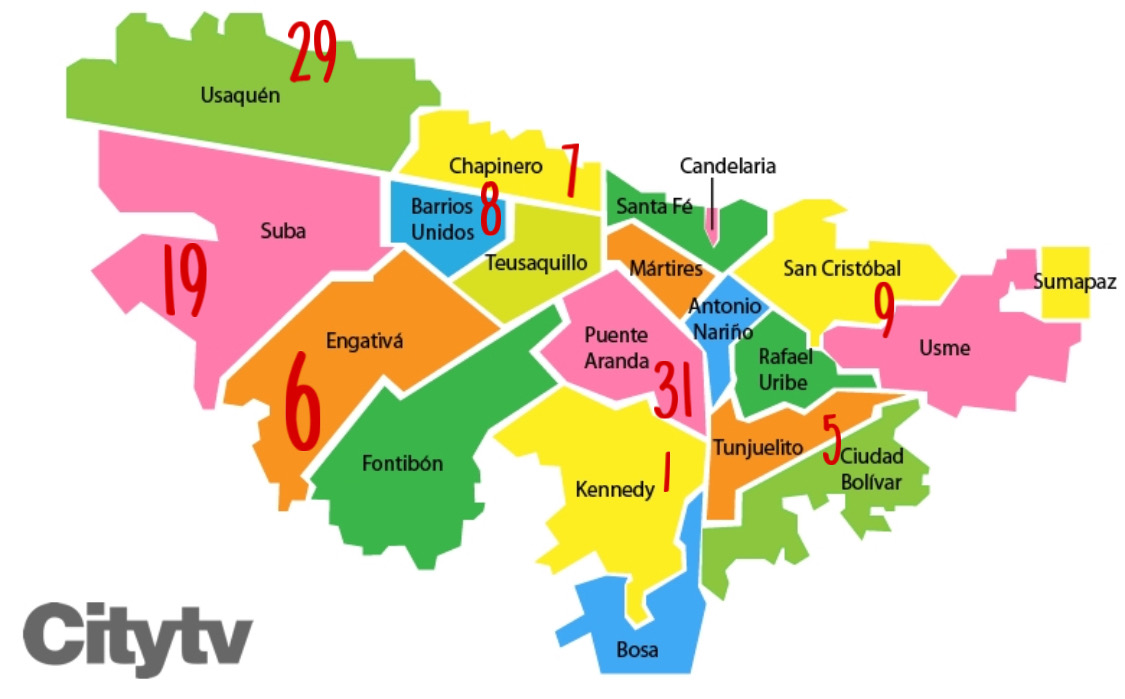 29
Usaquén
Chapinero
7
Candelaria
Barrios
Unidos
8
Santa Fé
Suba
19
Teusaquillo
Mártires
San Cristóbal
9
Sumapaz
Antonio
Nariño
Engativá
6
Puente
Aranda
31
Rafael
Uribe
Usme
Fontibón
Kennedy
1
Tunjuelito
5
Ciudad
Bolívar
Bosa
Citytv